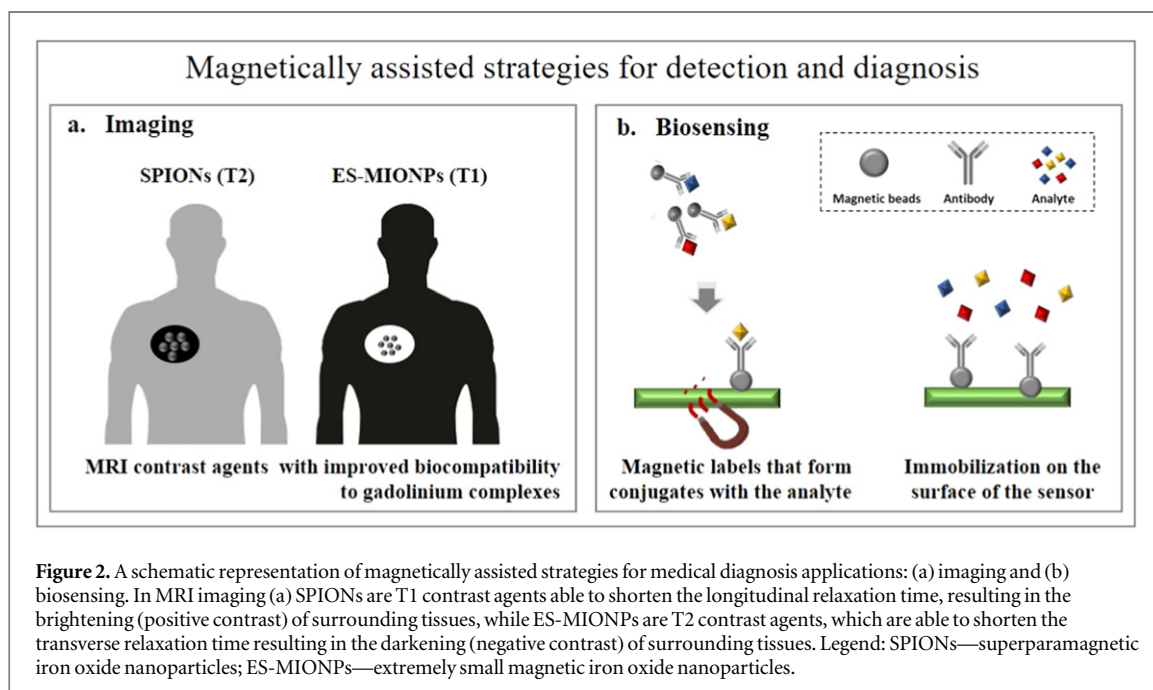 Magnetically assisted strategies for detection and diagnosis
a. Imaging
SPIONs (T2)
ES-MIONPs (T1)
MRI contrast agents with improved biocompatibility
to gadolinium complexes
b. Biosensing
Magnetic beads
Antibody
Analyte
Magnetic labels that form
conjugates with the analyte
Immobilization on the
surface of the sensor
Figure 2. A schematic representation of magnetically assisted strategies for medical diagnosis applications: (a) imaging and (b)
biosensing. In MRI imaging (a) SPIONs are T1 contrast agents able to shorten the longitudinal relaxation time, resulting in the
brightening (positive contrast) of surrounding tissues, while ES-MIONPs are T2 contrast agents, which are able to shorten the
transverse relaxation time resulting in the darkening (negative contrast) of surrounding tissues. Legend: SPIONs—superparamagnetic
iron oxide nanoparticles; ES-MIONPs—extremely small magnetic iron oxide nanoparticles.